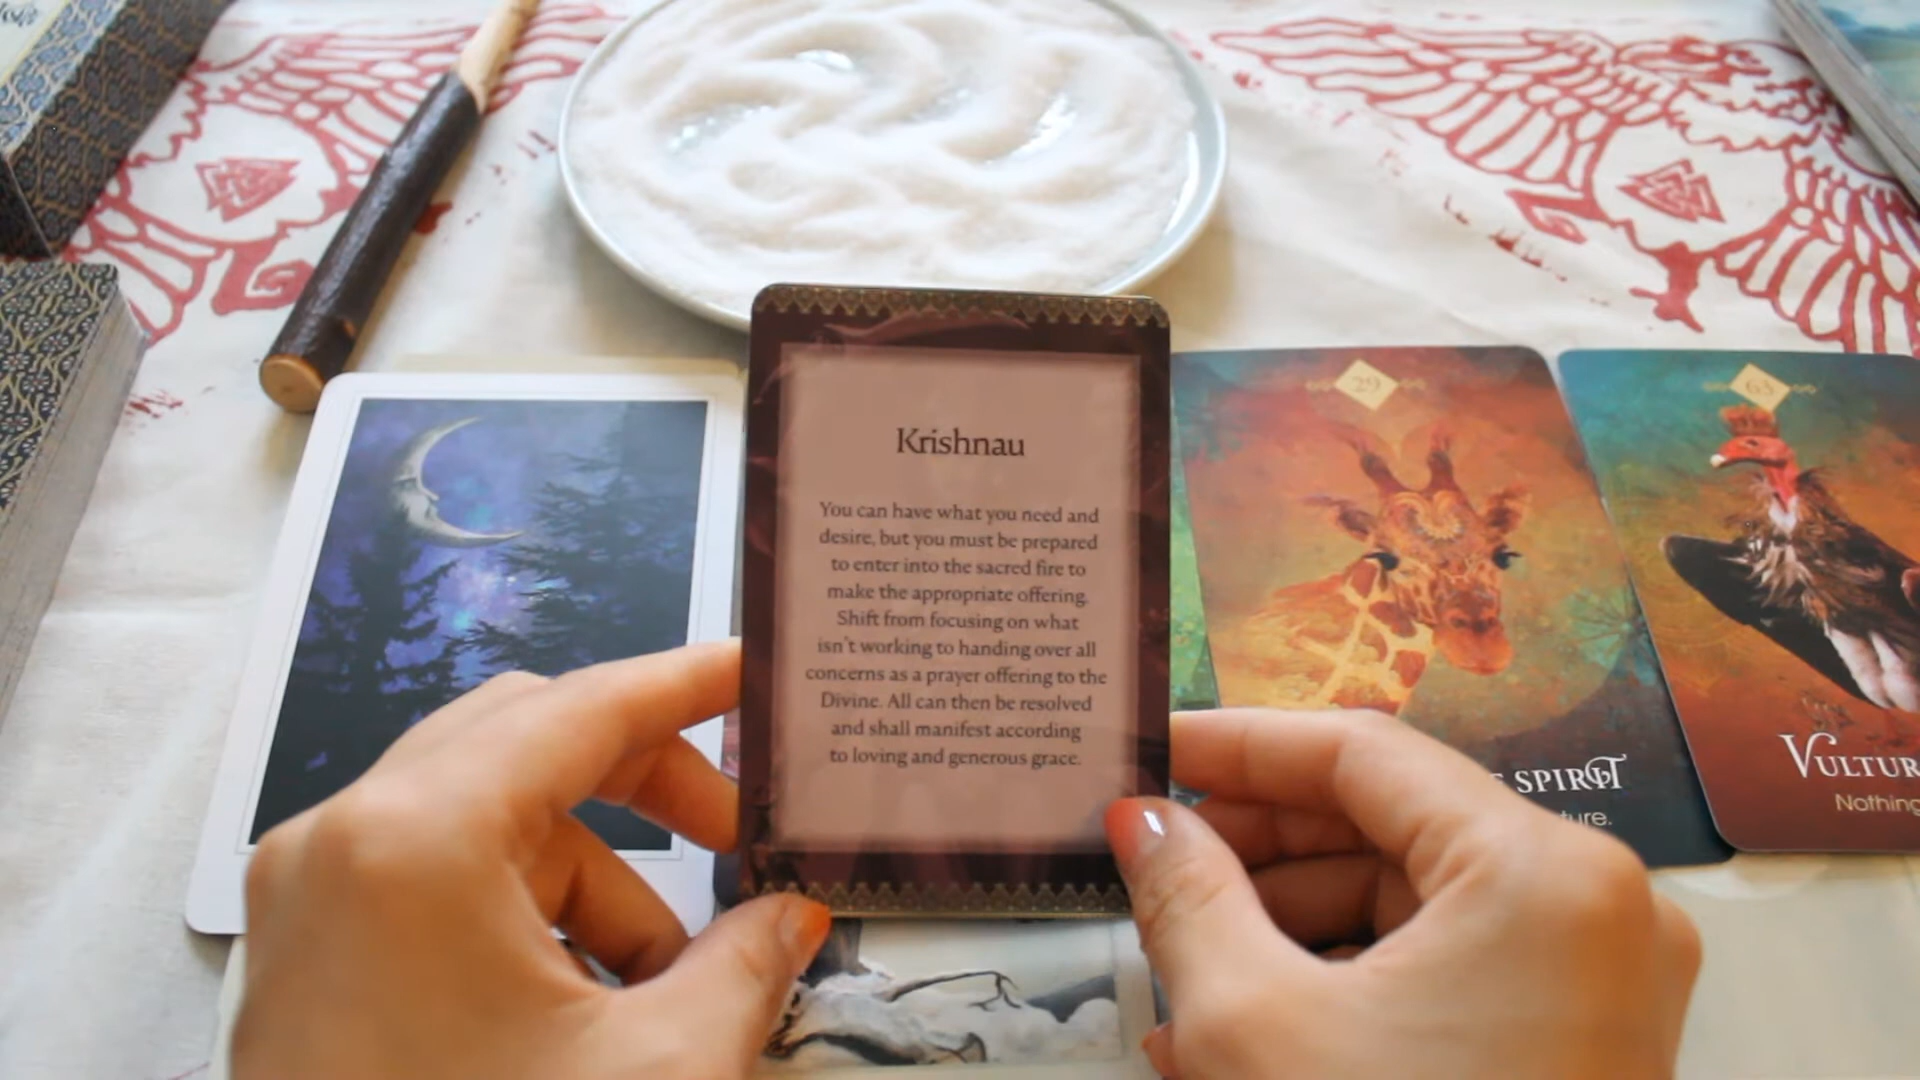 29
63
Krishnau
You can have what you need and
desire, but you must be prepared
to enter into the sacred fire to
make the appropriate offering.
Shift from focusing on what
isn't working to handing over all
concerns as a prayer offering to the
Divine. All can then be resolved
and shall manifest according
to loving and generous grace.
SPIRIT
VULTUR
Nothing